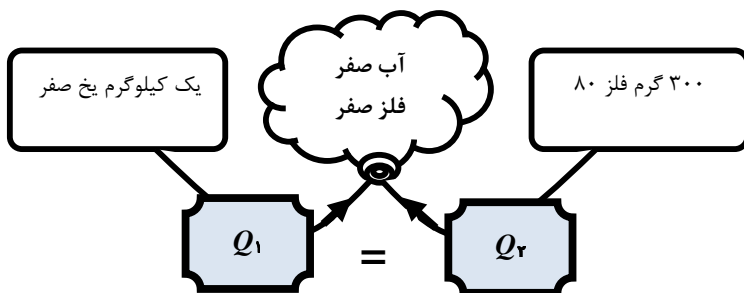 یک کیلوگرم یخ صفر
آب صفر
فلز صفر
۳۰۰ گرم فلز ۸۰
Q۱
=
Q۲